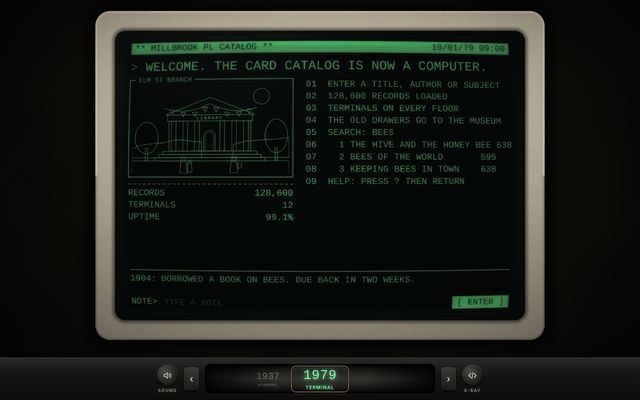 ** MILLBROOK PL CATALOG **
10/01/79 09:00
> WELCOME. THE CARD CATALOG IS NOW A COMPUTER.
ELM ST BRANCH
LIBRARY
RECORDS 128,600
TERMINALS 12
UPTIME 99.1%
01 ENTER A TITLE, AUTHOR OR SUBJECT
02 128,600 RECORDS LOADED
03 TERMINALS ON EVERY FLOOR
04 THE OLD DRAWERS GO TO THE MUSEUM
05 SEARCH: BEES
06 1 THE HIVE AND THE HONEY BEE 638
07 2 BEES OF THE WORLD 595
08 3 KEEPING BEES IN TOWN 638
09 HELP: PRESS ? THEN RETURN
1904: BORROWED A BOOK ON BEES. DUE BACK IN TWO WEEKS.
NOTE> TYPE A NOTE
[ ENTER ]
SOUND
‹
1937
NEWSREEL
1979
TERMINAL
›
X-RAY